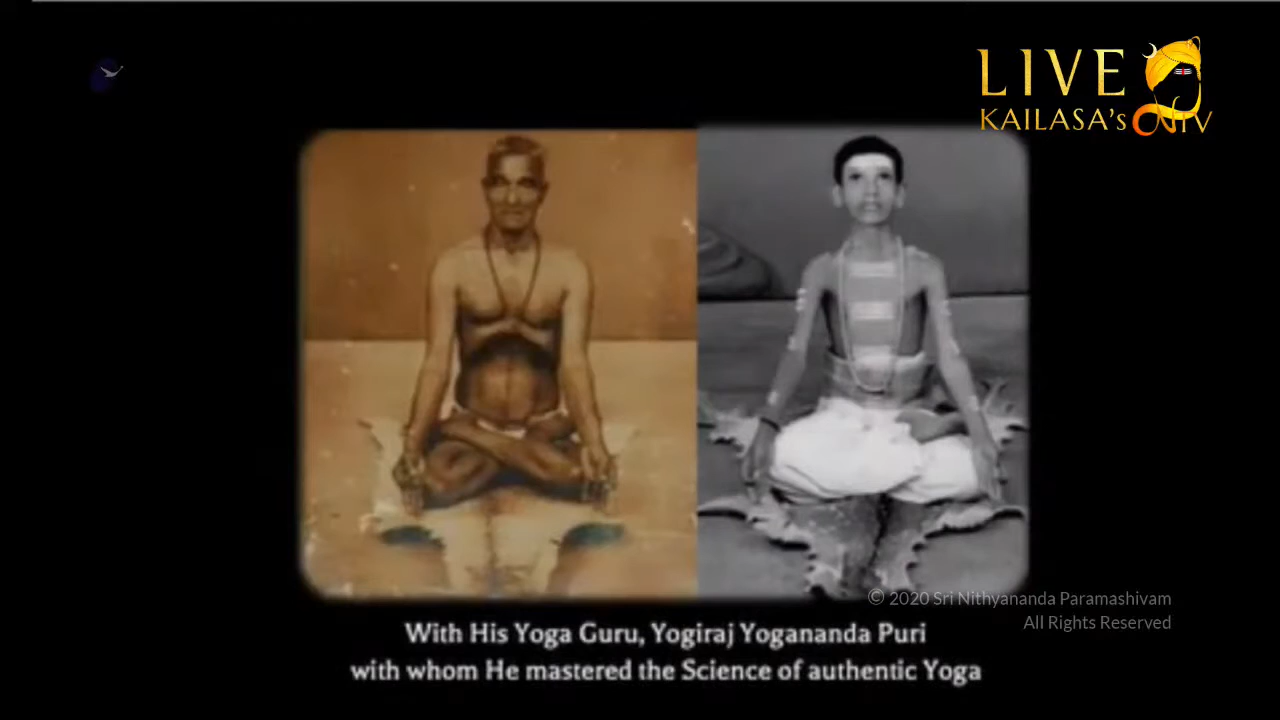 LIVE
KAILASA's NTV
© 2020 Sri Nithyananda Paramashivam
All Rights Reserved
With His Yoga Guru, Yogiraj Yogananda Puri
with whom He mastered the Science of authentic Yoga